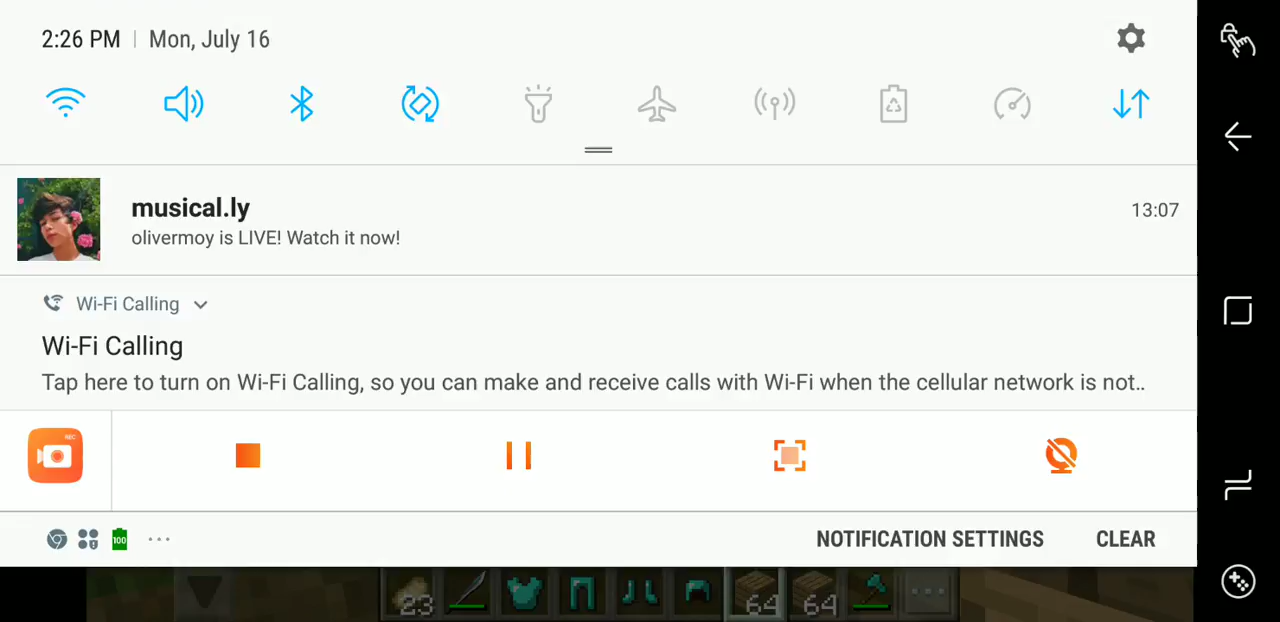 2:26 PM | Mon, July 16
musical.ly
13:07
olivermoy is LIVE! Watch it now!
Wi-Fi Calling
Wi-Fi Calling
Tap here to turn on Wi-Fi Calling, so you can make and receive calls with Wi-Fi when the cellular network is not..
REC
100
NOTIFICATION SETTINGS
CLEAR
23
64
64